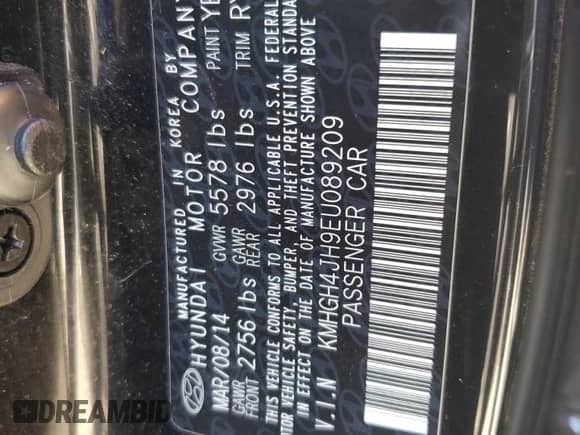 MANUFACTURED IN KOREA BY
HYUNDAI MOTOR COMPANY
MAR/08/14 GVWR 5578 lbs PAINT
GAWR FRONT 2756 lbs GAWR REAR 2976 lbs TRIM
THIS VEHICLE CONFORMS TO ALL APPLICABLE U.S.A. FEDERAL
MOTOR VEHICLE SAFETY, BUMPER, AND THEFT PREVENTION STANDA
IN EFFECT ON THE DATE OF MANUFACTURE SHOWN ABOVE
V.I.N KMHGH4JH9EU089209
PASSENGER CAR
DREAMBID